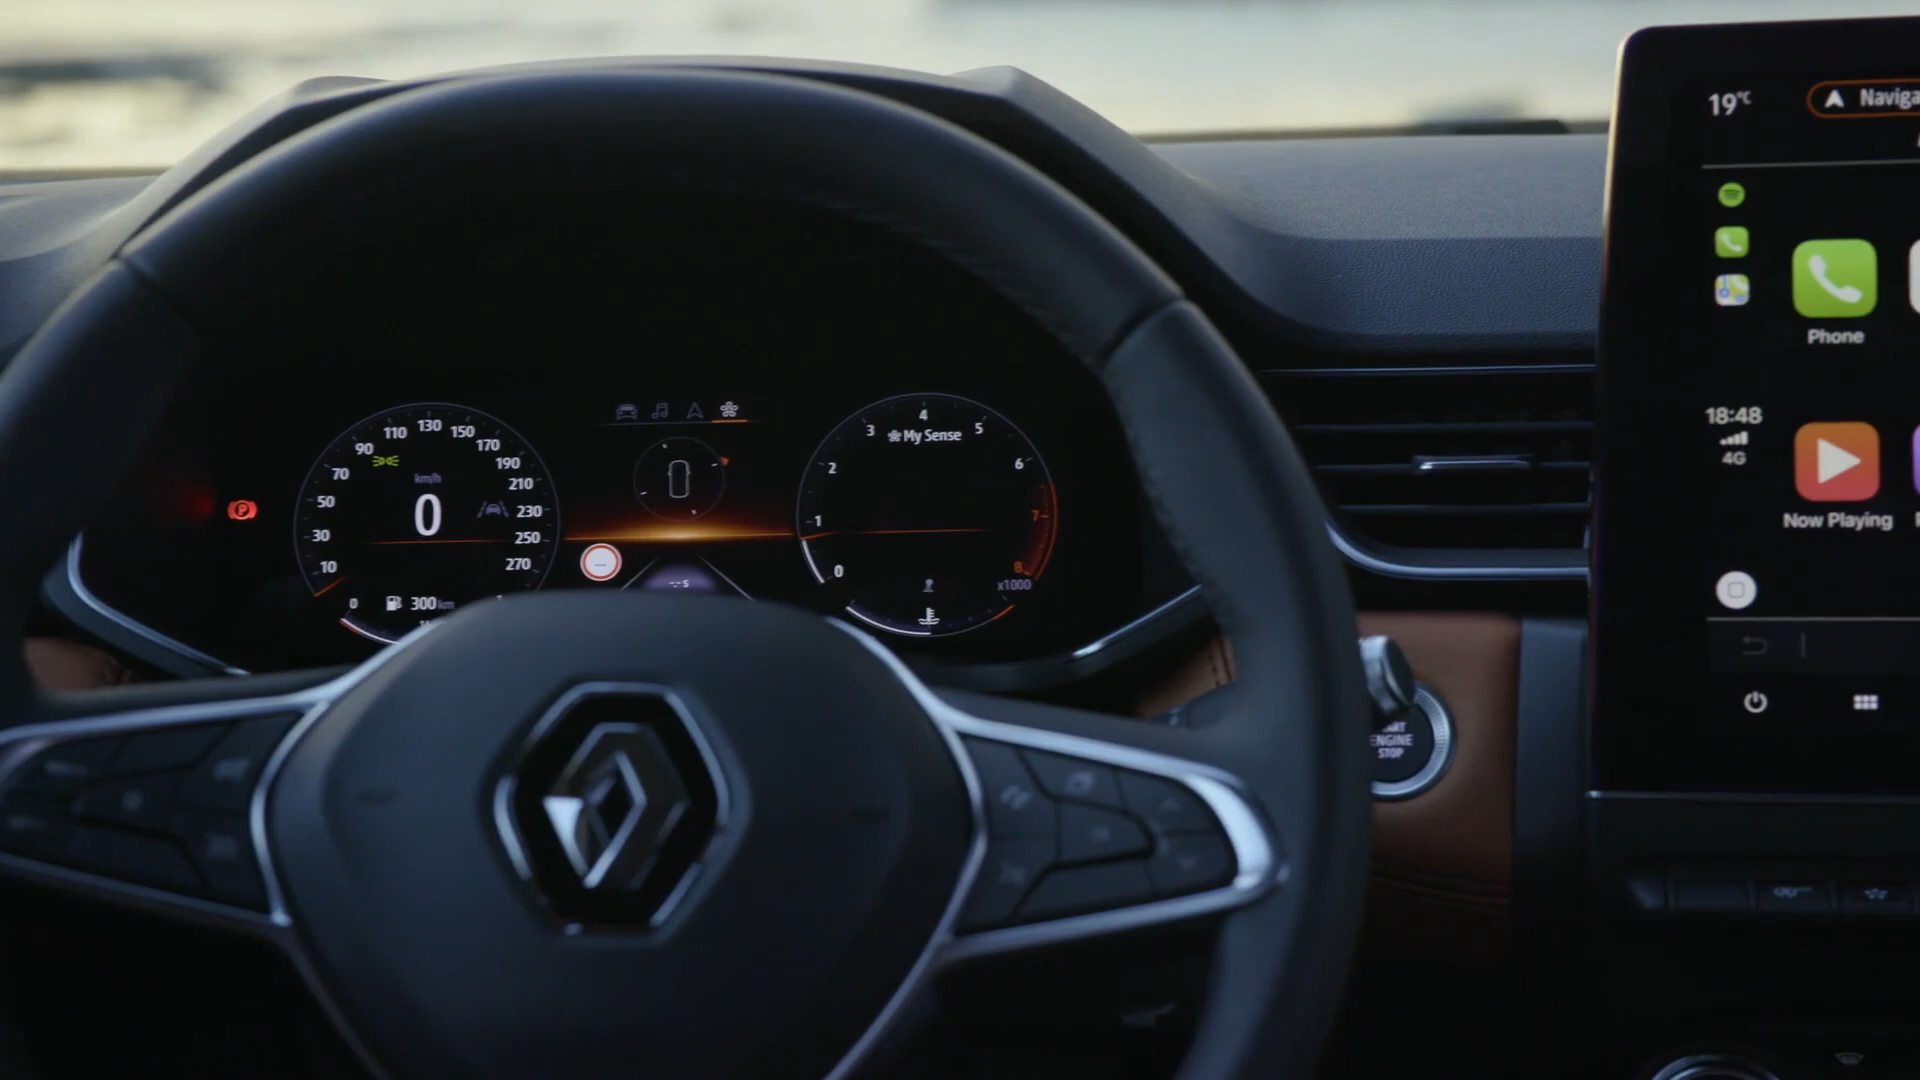 19°C
Naviga
Phone
18:48
4G
Now Playing
10
30
50
70
90
110
130
150
170
190
210
230
250
270
km/h
0
0
300km
--s
My Sense
0
1
2
3
4
5
6
7
8
x1000
P
ENGINE
STOP